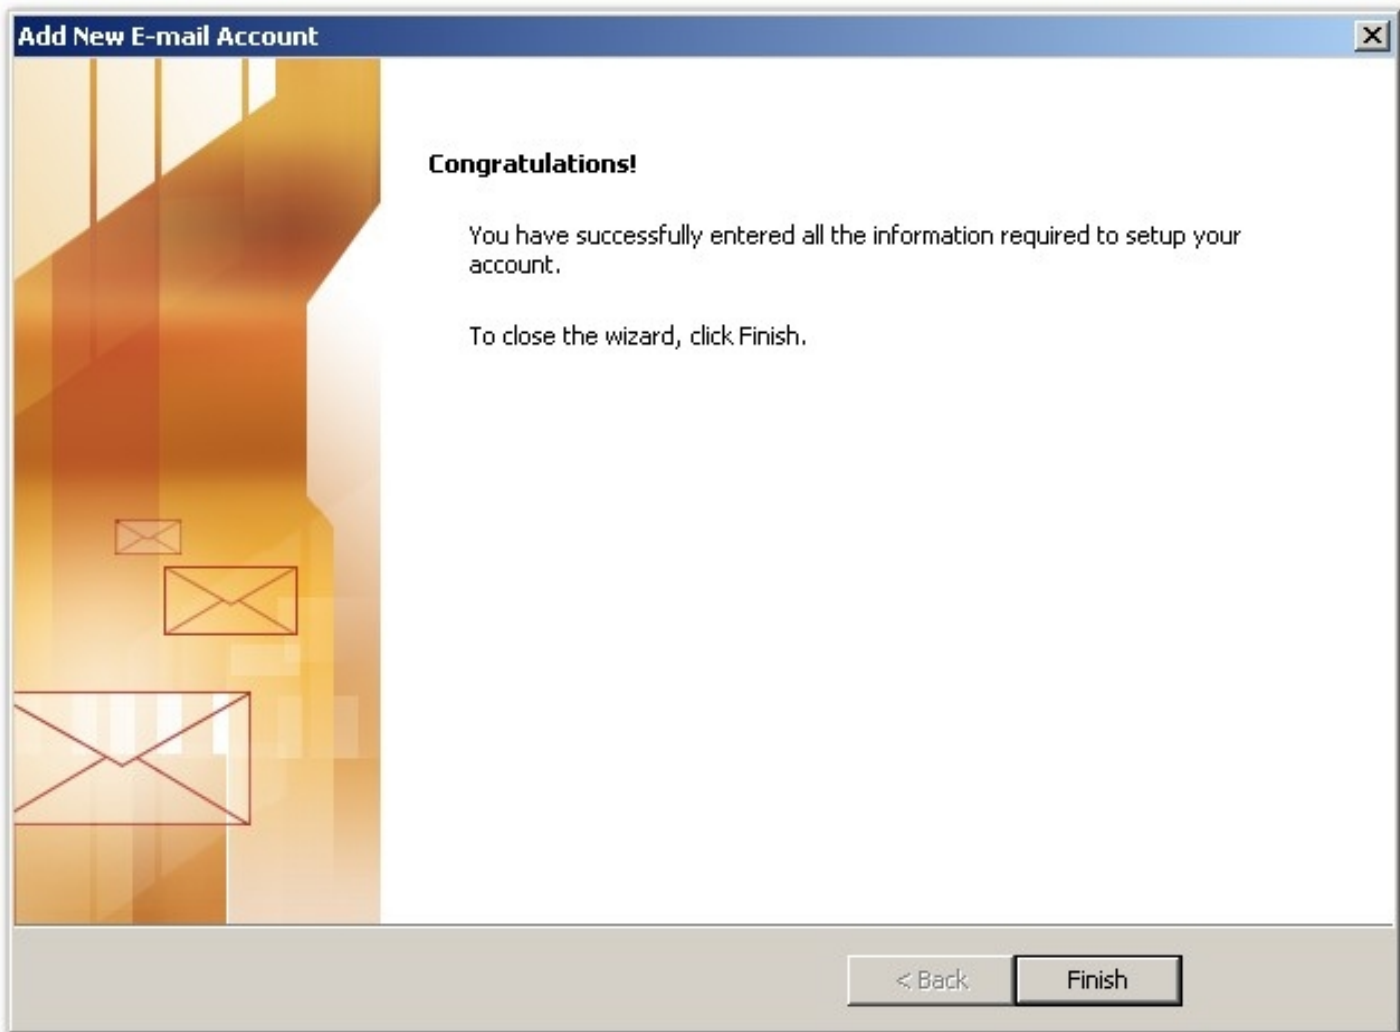 Add New E-mail Account
Congratulations!
You have successfully entered all the information required to setup your
account.
To close the wizard, click Finish.
< Back
Finish